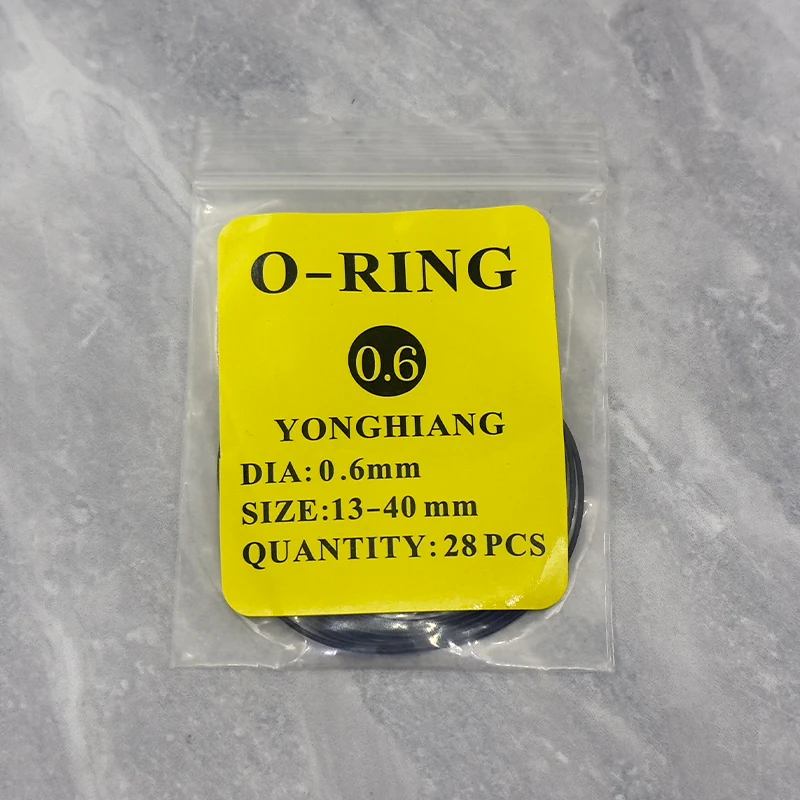 O-RING
0.6
YONGHIANG
DIA: 0.6mm
SIZE:13-40 mm
QUANTITY: 28 PCS